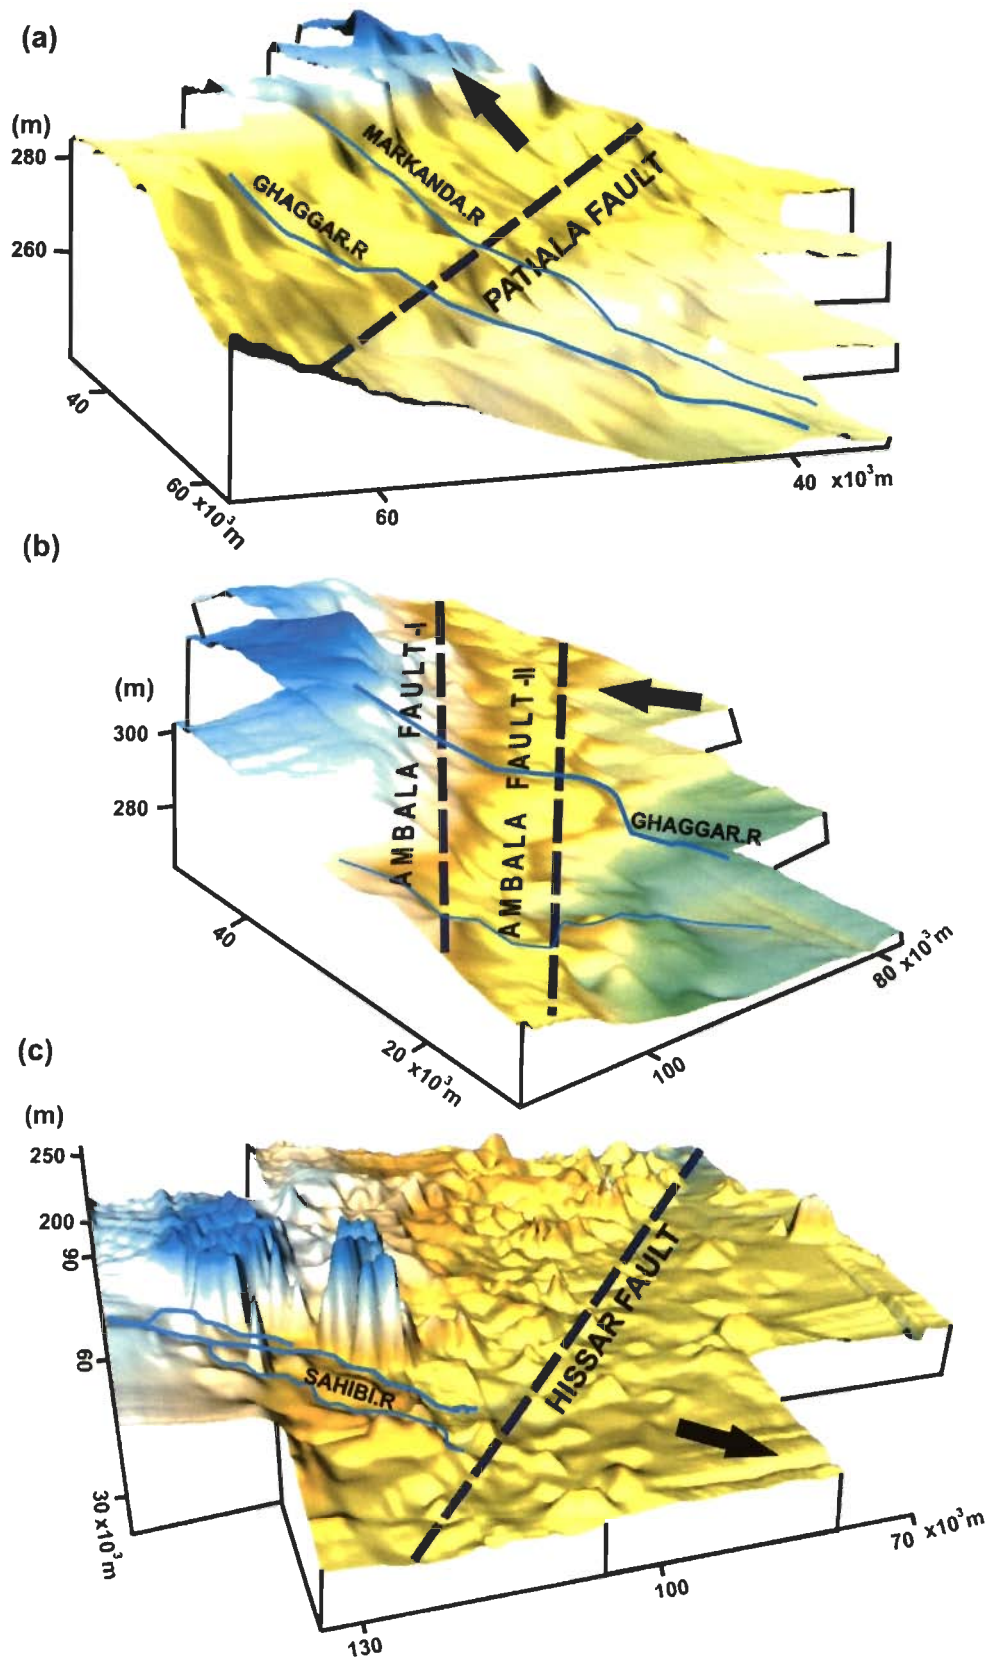 (a)
(m)
280
260
MARKANDA.R
GHAGGAR.R
PATIALA FAULT
40
60 x10³m
60
40 x10³m
(b)
(m)
300
280
AMBALA FAULT-I
AMBALA FAULT-II
GHAGGAR.R
40
20 x10³m
100
80 x10³m
(c)
(m)
250
200
90
60
30 x10³m
SAHIBI.R
HISSAR FAULT
130
100
70 x10³m